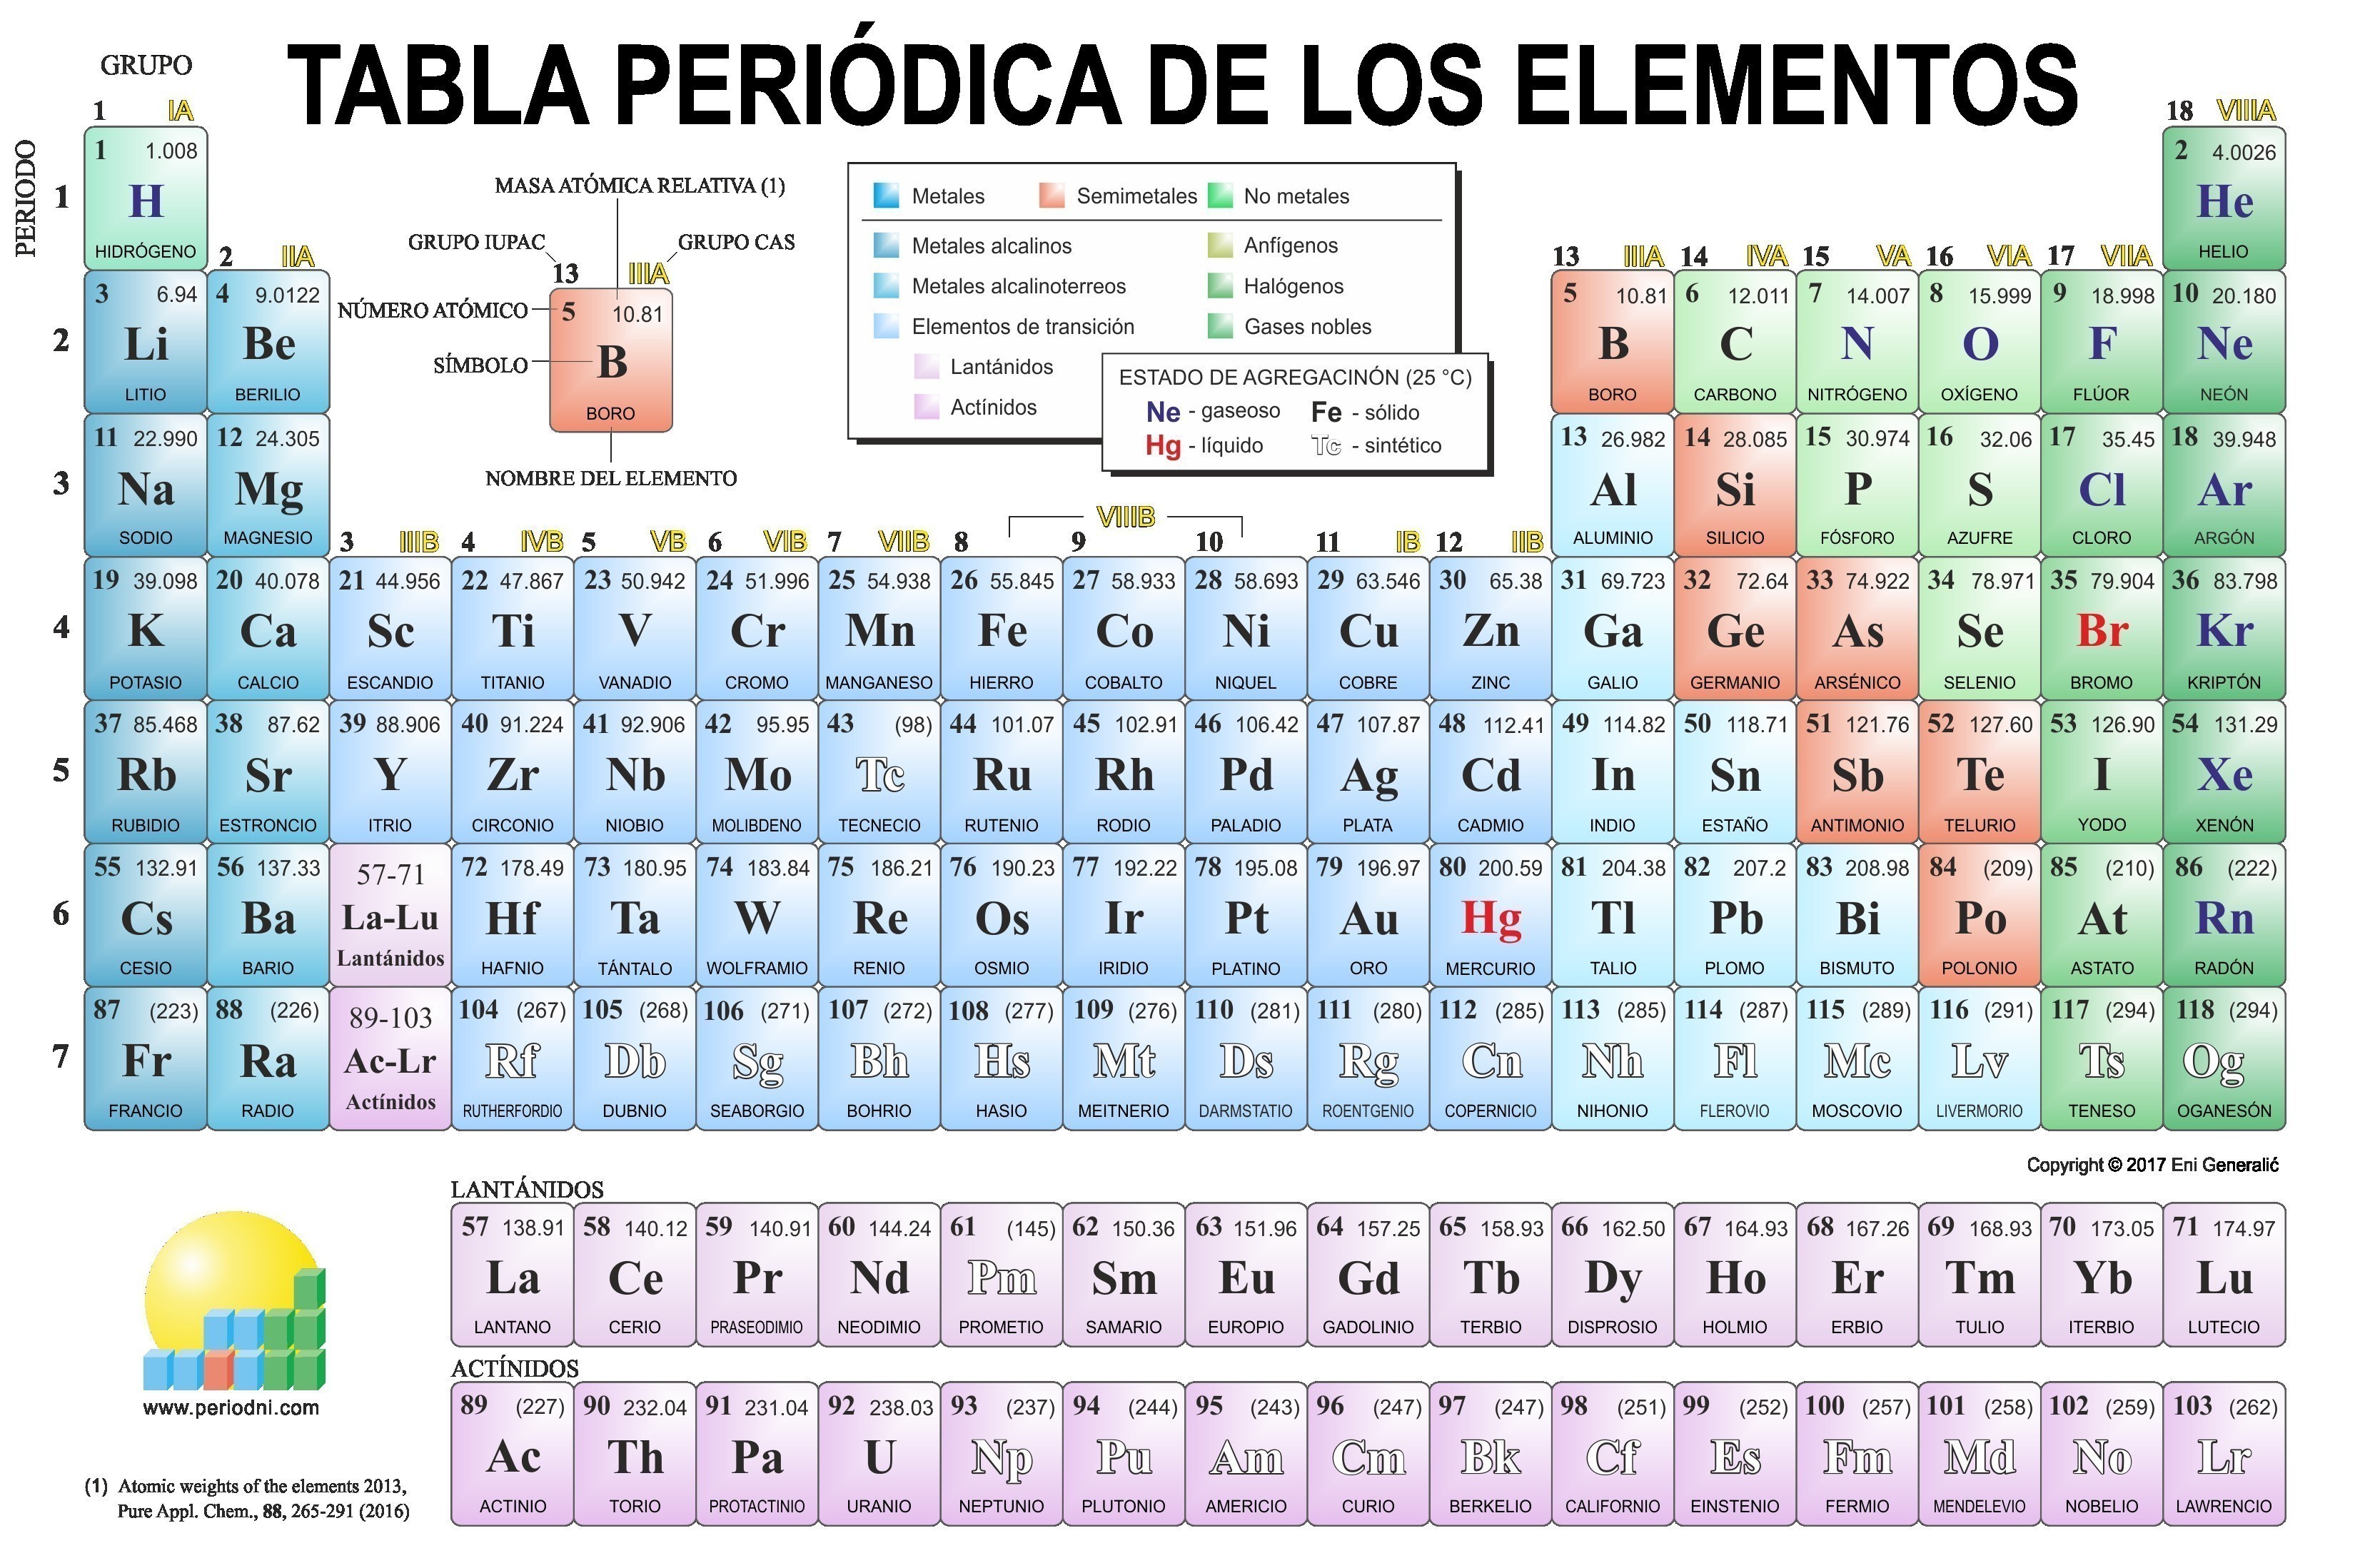 TABLA PERIÓDICA DE LOS ELEMENTOS
GRUPO
PERIODO
1 IA
18 VIIIA
1 1.008 H HIDRÓGENO
2 4.0026 He HELIO
MASA ATÓMICA RELATIVA (1)
GRUPO IUPAC
GRUPO CAS
13 IIIA
NÚMERO ATÓMICO
5 10.81
SÍMBOLO
B
BORO
NOMBRE DEL ELEMENTO
Metales Semimetales No metales
Metales alcalinos Anfígenos
Metales alcalinoterreos Halógenos
Elementos de transición Gases nobles
Lantánidos
Actínidos
ESTADO DE AGREGACINÓN (25 °C)
Ne - gaseoso Fe - sólido
Hg - líquido Tc - sintético
2 IIA
13 IIIA 14 IVA 15 VA 16 VIA 17 VIIA
2
3 6.94 4 9.0122 5 10.81 6 12.011 7 14.007 8 15.999 9 18.998 10 20.180
Li Be B C N O F Ne
LITIO BERILIO BORO CARBONO NITRÓGENO OXÍGENO FLÚOR NEÓN
3
11 22.990 12 24.305 13 26.982 14 28.085 15 30.974 16 32.06 17 35.45 18 39.948
Na Mg Al Si P S Cl Ar
SODIO MAGNESIO ALUMINIO SILICIO FÓSFORO AZUFRE CLORO ARGÓN
3 IIIB 4 IVB 5 VB 6 VIB 7 VIIB 8 9 VIIIB 10 11 IB 12 IIB
4
19 39.098 20 40.078 21 44.956 22 47.867 23 50.942 24 51.996 25 54.938 26 55.845 27 58.933 28 58.693 29 63.546 30 65.38 31 69.723 32 72.64 33 74.922 34 78.971 35 79.904 36 83.798
K Ca Sc Ti V Cr Mn Fe Co Ni Cu Zn Ga Ge As Se Br Kr
POTASIO CALCIO ESCANDIO TITANIO VANADIO CROMO MANGANESO HIERRO COBALTO NIQUEL COBRE ZINC GALIO GERMANIO ARSÉNICO SELENIO BROMO KRIPTÓN
5
37 85.468 38 87.62 39 88.906 40 91.224 41 92.906 42 95.95 43 (98) 44 101.07 45 102.91 46 106.42 47 107.87 48 112.41 49 114.82 50 118.71 51 121.76 52 127.60 53 126.90 54 131.29
Rb Sr Y Zr Nb Mo Tc Ru Rh Pd Ag Cd In Sn Sb Te I Xe
RUBIDIO ESTRONCIO ITRIO CIRCONIO NIOBIO MOLIBDENO TECNECIO RUTENIO RODIO PALADIO PLATA CADMIO INDIO ESTAÑO ANTIMONIO TELURIO YODO XENÓN
6
55 132.91 56 137.33 57-71 72 178.49 73 180.95 74 183.84 75 186.21 76 190.23 77 192.22 78 195.08 79 196.97 80 200.59 81 204.38 82 207.2 83 208.98 84 (209) 85 (210) 86 (222)
Cs Ba La-Lu Hf Ta W Re Os Ir Pt Au Hg Tl Pb Bi Po At Rn
CESIO BARIO Lantánidos HAFNIO TÁNTALO WOLFRAMIO RENIO OSMIO IRIDIO PLATINO ORO MERCURIO TALIO PLOMO BISMUTO POLONIO ASTATO RADÓN
7
87 (223) 88 (226) 89-103 104 (267) 105 (268) 106 (271) 107 (272) 108 (277) 109 (276) 110 (281) 111 (280) 112 (285) 113 (285) 114 (287) 115 (289) 116 (291) 117 (294) 118 (294)
Fr Ra Ac-Lr Rf Db Sg Bh Hs Mt Ds Rg Cn Nh Fl Mc Lv Ts Og
FRANCIO RADIO Actínidos RUTHERFORDIO DUBNIO SEABORGIO BOHRIO HASIO MEITNERIO DARMSTATIO ROENTGENIO COPERNICIO NIHONIO FLEROVIO MOSCOVIO LIVERMORIO TENESO OGANESÓN
Copyright © 2017 Eni Generalić
LANTÁNIDOS
57 138.91 58 140.12 59 140.91 60 144.24 61 (145) 62 150.36 63 151.96 64 157.25 65 158.93 66 162.50 67 164.93 68 167.26 69 168.93 70 173.05 71 174.97
La Ce Pr Nd Pm Sm Eu Gd Tb Dy Ho Er Tm Yb Lu
LANTANO CERIO PRASEODIMIO NEODIMIO PROMETIO SAMARIO EUROPIO GADOLINIO TERBIO DISPROSIO HOLMIO ERBIO TULIO ITERBIO LUTECIO
ACTÍNIDOS
89 (227) 90 232.04 91 231.04 92 238.03 93 (237) 94 (244) 95 (243) 96 (247) 97 (247) 98 (251) 99 (252) 100 (257) 101 (258) 102 (259) 103 (262)
Ac Th Pa U Np Pu Am Cm Bk Cf Es Fm Md No Lr
ACTINIO TORIO PROTACTINIO URANIO NEPTUNIO PLUTONIO AMERICIO CURIO BERKELIO CALIFORNIO EINSTENIO FERMIO MENDELEVIO NOBELIO LAWRENCIO
www.periodni.com
(1) Atomic weights of the elements 2013,
Pure Appl. Chem., 88, 265-291 (2016)